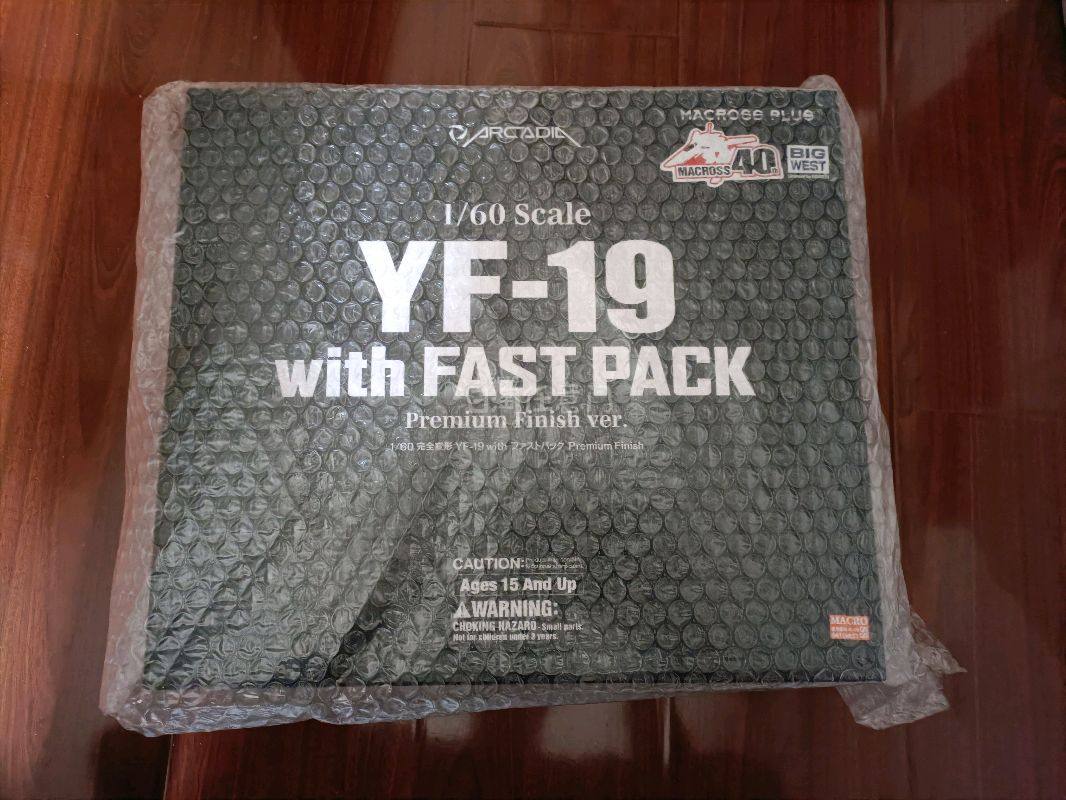 ARCADIA
MACROSS PLUS
MACROSS 40th
BIG
WEST
1/60 Scale
YF-19
with FAST PACK
Premium Finish ver.
1/60 完全変形 YF-19 with ファストパック Premium Finish
CAUTION:
Ages 15 And Up
WARNING:
CHOKING HAZARD - Small parts.
Not for children under 3 years.
MACRO